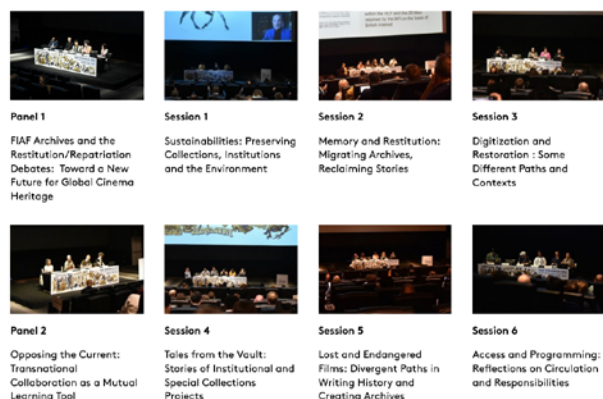 Panel 1
FIAF Archives and the
Restitution/Repatriation
Debates: Toward a New
Future for Global Cinema
Heritage
Session 1
Sustainabilities: Preserving
Collections, Institutions
and the Environment
Session 2
Memory and Restitution:
Migrating Archives,
Reclaiming Stories
Session 3
Digitization and
Restoration : Some
Different Paths and
Contexts
Panel 2
Opposing the Current:
Transnational
Collaboration as a Mutual
Learning Tool
Session 4
Tales from the Vault:
Stories of Institutional and
Special Collections
Projects
Session 5
Lost and Endangered
Films: Divergent Paths in
Writing History and
Creating Archives
Session 6
Access and Programming:
Reflections on Circulation
and Responsibilities